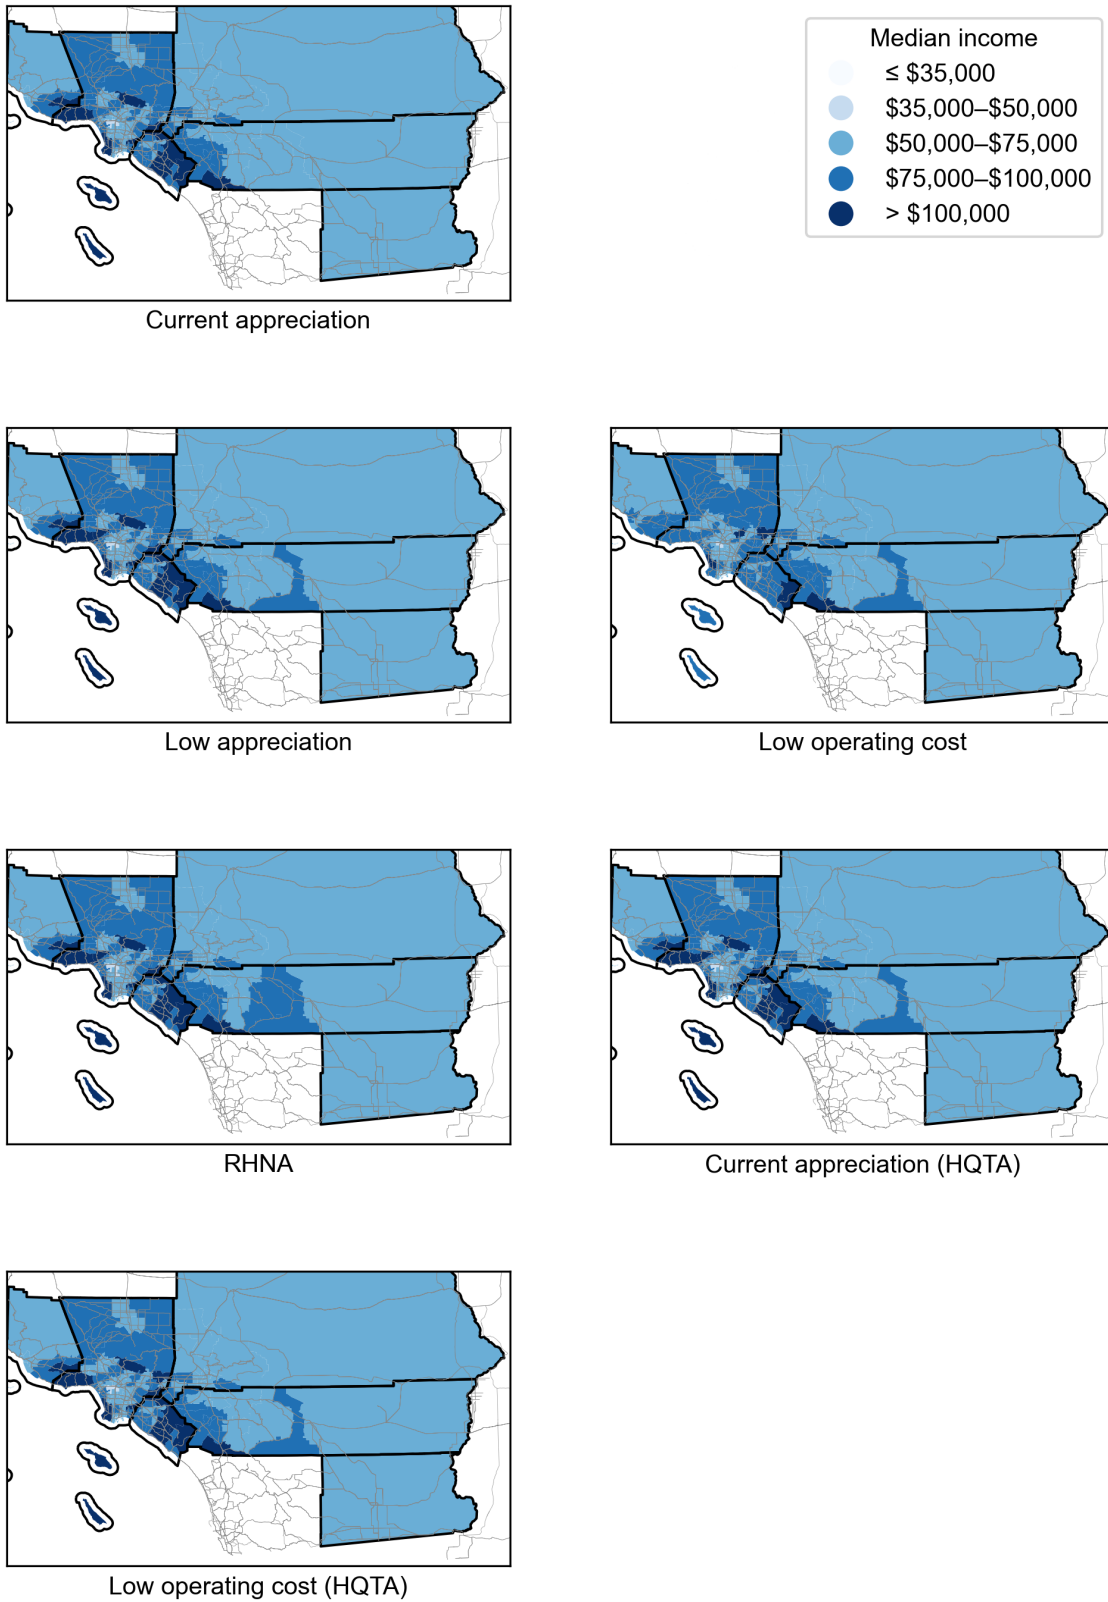 Median income
≤ $35,000
$35,000–$50,000
$50,000–$75,000
$75,000–$100,000
> $100,000
Current appreciation
Low appreciation
Low operating cost
RHNA
Current appreciation (HQTA)
Low operating cost (HQTA)